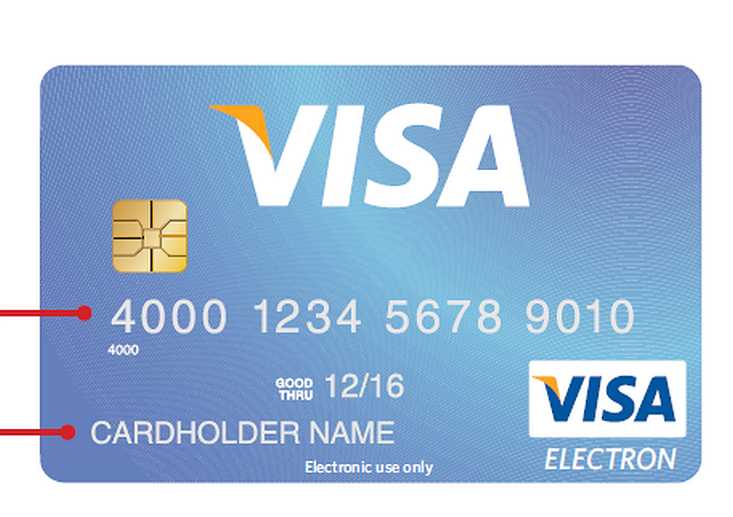 VISA
4000 1234 5678 9010
4000
GOOD THRU 12/16
VISA
CARDHOLDER NAME
Electronic use only
ELECTRON